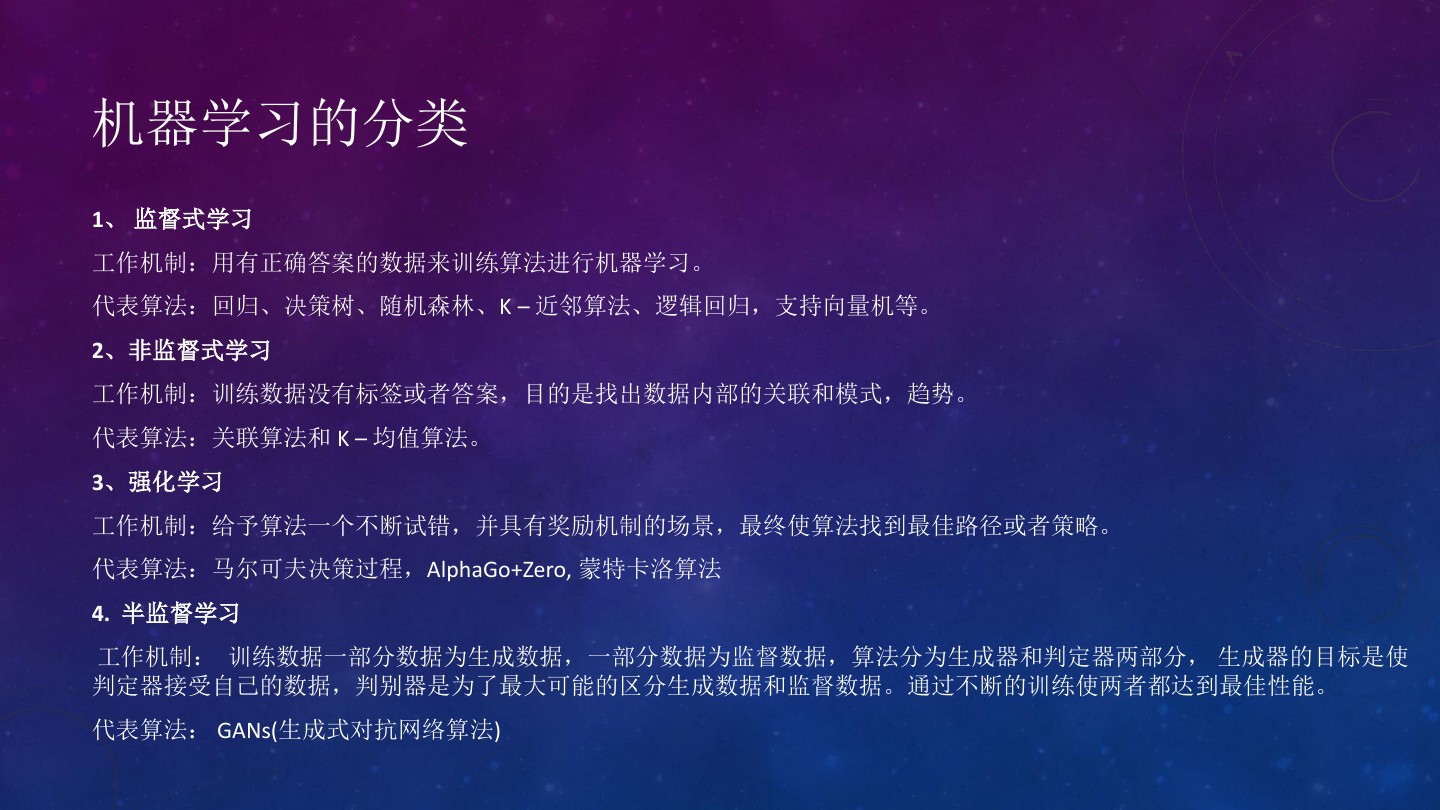 机器学习的分类
1、 监督式学习
工作机制：用有正确答案的数据来训练算法进行机器学习。
代表算法：回归、决策树、随机森林、K – 近邻算法、逻辑回归，支持向量机等。
2、非监督式学习
工作机制：训练数据没有标签或者答案，目的是找出数据内部的关联和模式，趋势。
代表算法：关联算法和 K – 均值算法。
3、强化学习
工作机制：给予算法一个不断试错，并具有奖励机制的场景，最终使算法找到最佳路径或者策略。
代表算法：马尔可夫决策过程，AlphaGo+Zero, 蒙特卡洛算法
4. 半监督学习
工作机制： 训练数据一部分数据为生成数据，一部分数据为监督数据，算法分为生成器和判定器两部分， 生成器的目标是使
判定器接受自己的数据，判别器是为了最大可能的区分生成数据和监督数据。通过不断的训练使两者都达到最佳性能。
代表算法： GANs(生成式对抗网络算法)